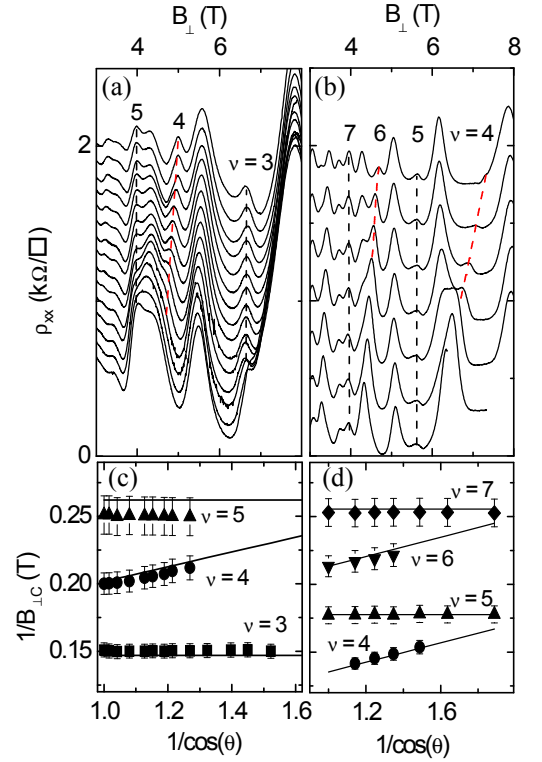 B⊥ (T)
B⊥ (T)
4
6
4
6
8
(a)
(b)
5
4
ν = 3
7
6
5
ν = 4
2
0
ρxx (kΩ/□)
(c)
(d)
0.25
0.20
0.15
ν = 5
ν = 4
ν = 3
ν = 7
ν = 6
ν = 5
ν = 4
1/B⊥C (T)
1.0
1.2
1.4
1.6
1.2
1.6
2.0
1/cos(θ)
1/cos(θ)